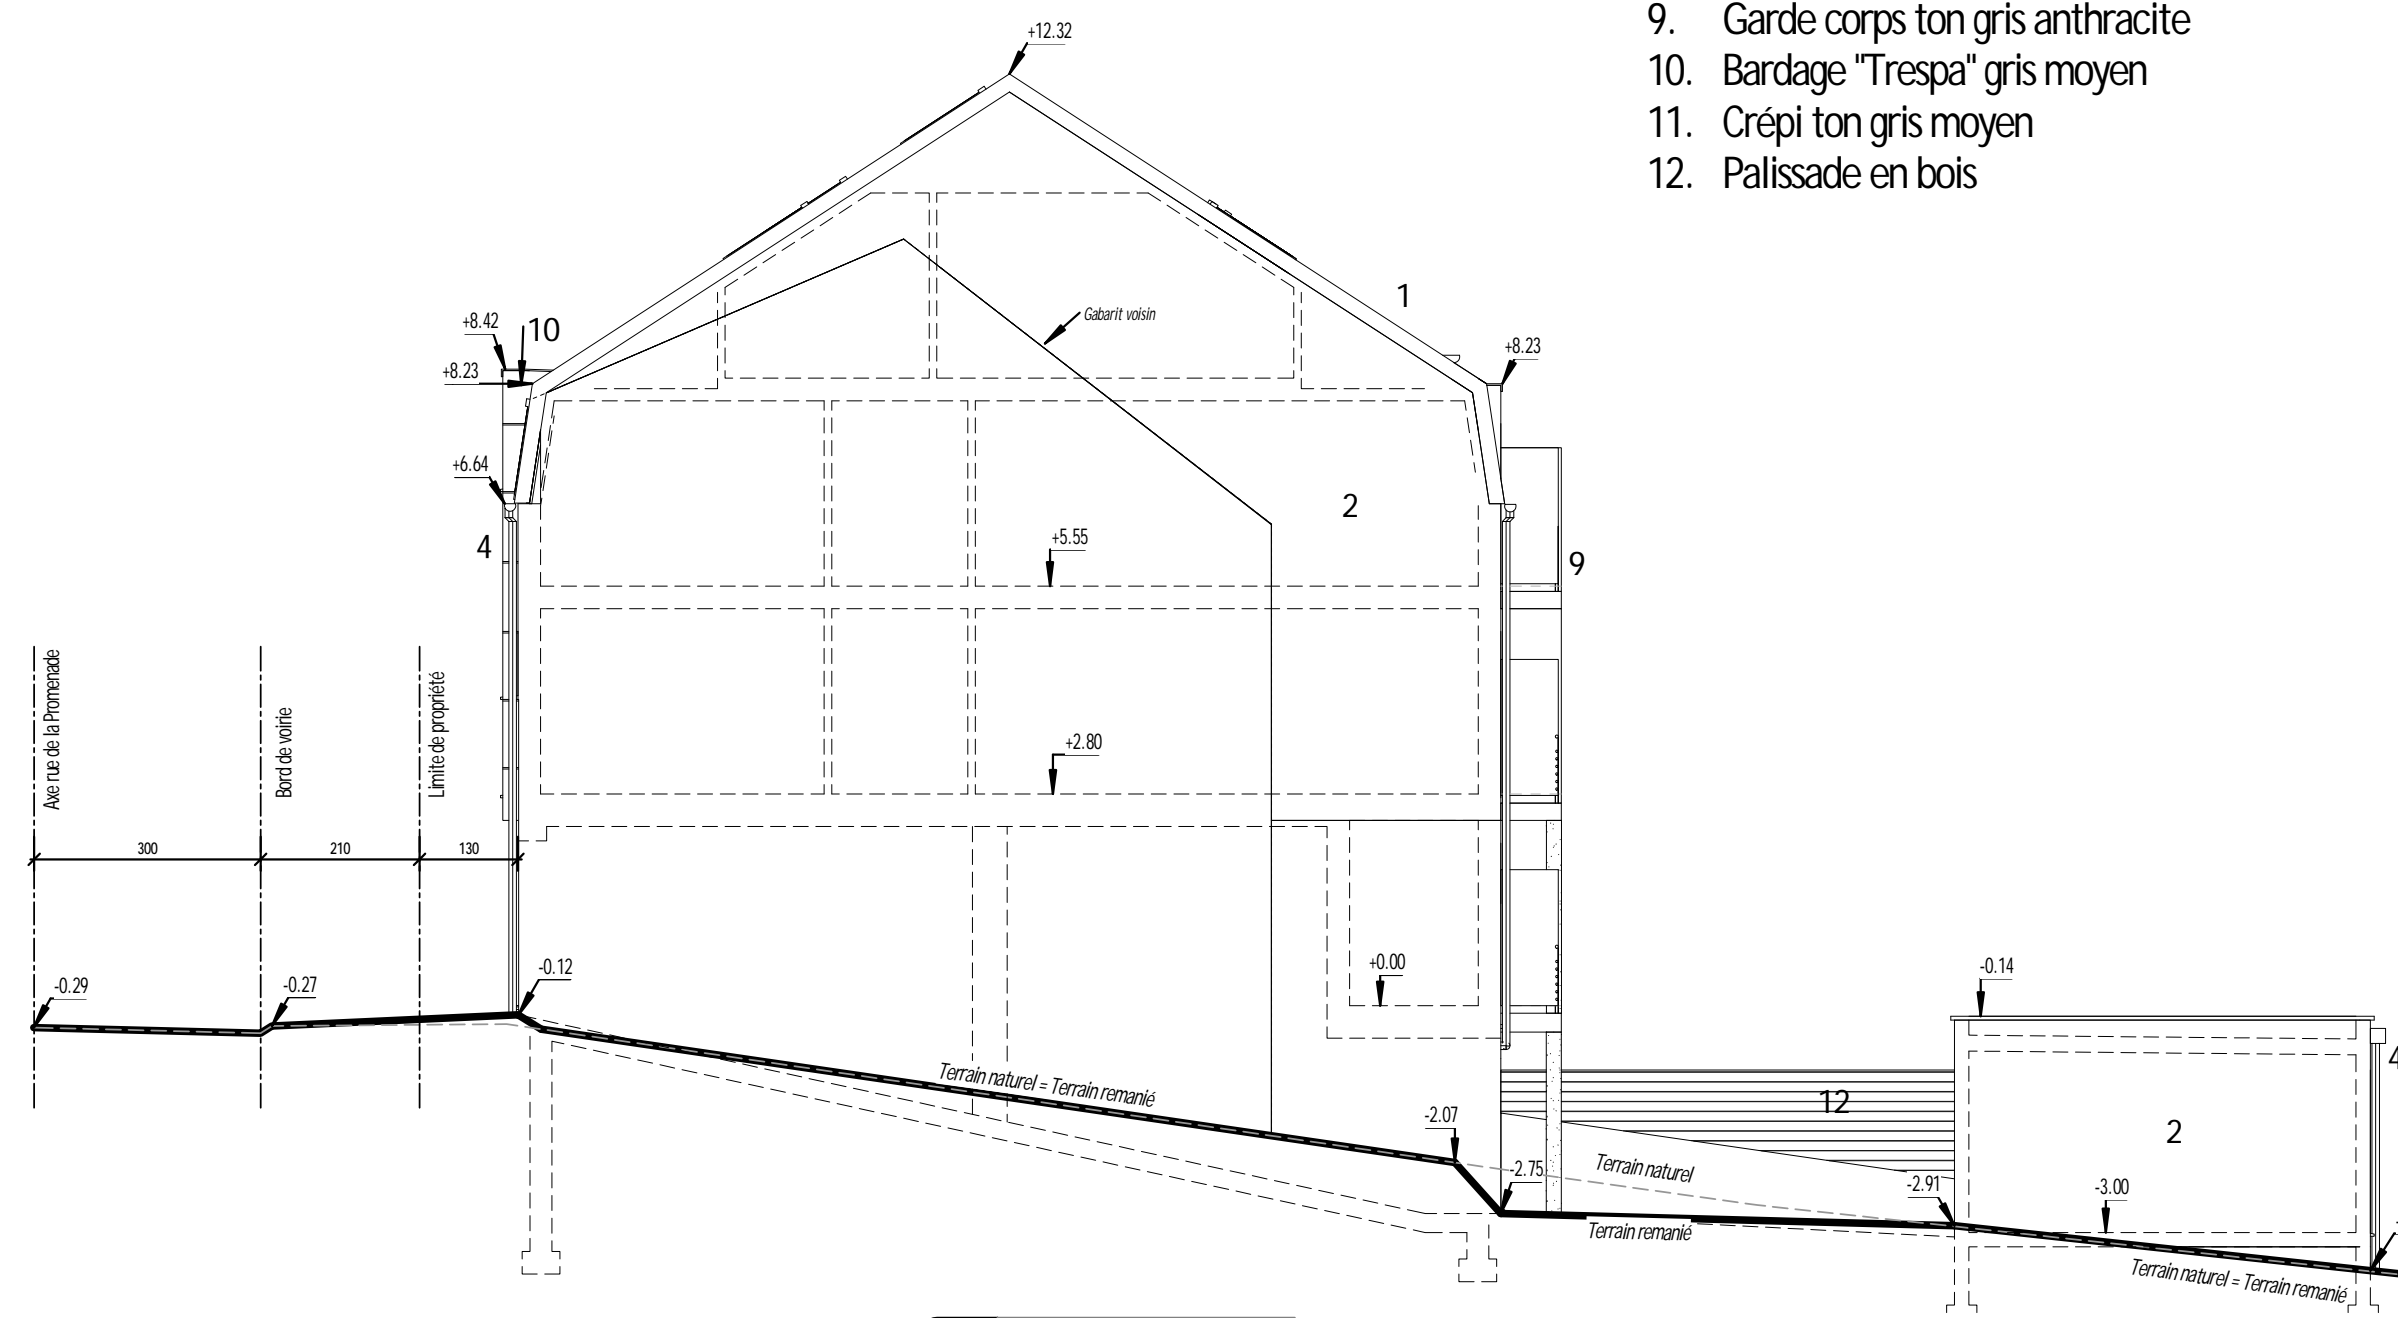 9. Garde corps ton gris anthracite
10. Bardage "Trespa" gris moyen
11. Crépi ton gris moyen
12. Palissade en bois
+12.32
1
Gabarit voisin
+8.42
10
+8.23
+8.23
+6.64
2
4
+5.55
9
Axe rue de la Promenade
Bord de voirie
Limite de propriété
+2.80
300
210
130
-0.29
-0.27
-0.12
+0.00
-0.14
Terrain naturel = Terrain remanié
12
4
2
-2.07
-2.75
Terrain naturel
-2.91
-3.00
Terrain remanié
Terrain naturel = Terrain remanié